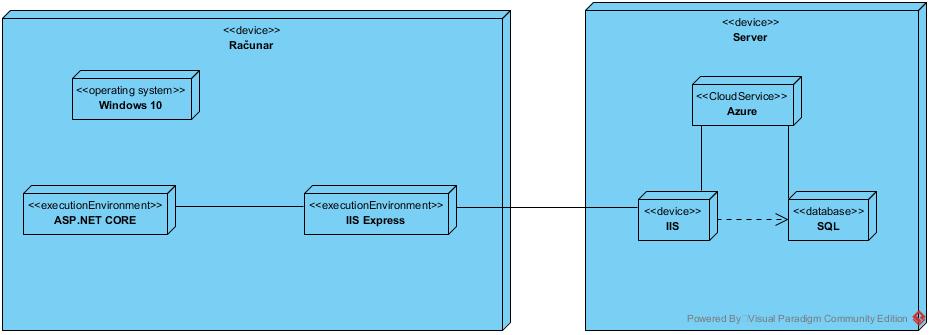 <<device>>
Računar
<<operating system>>
Windows 10
<<executionEnvironment>>
ASP.NET CORE
<<executionEnvironment>>
IIS Express
<<device>>
Server
<<CloudService>>
Azure
<<device>>
IIS
<<database>>
SQL
Powered By Visual Paradigm Community Edition